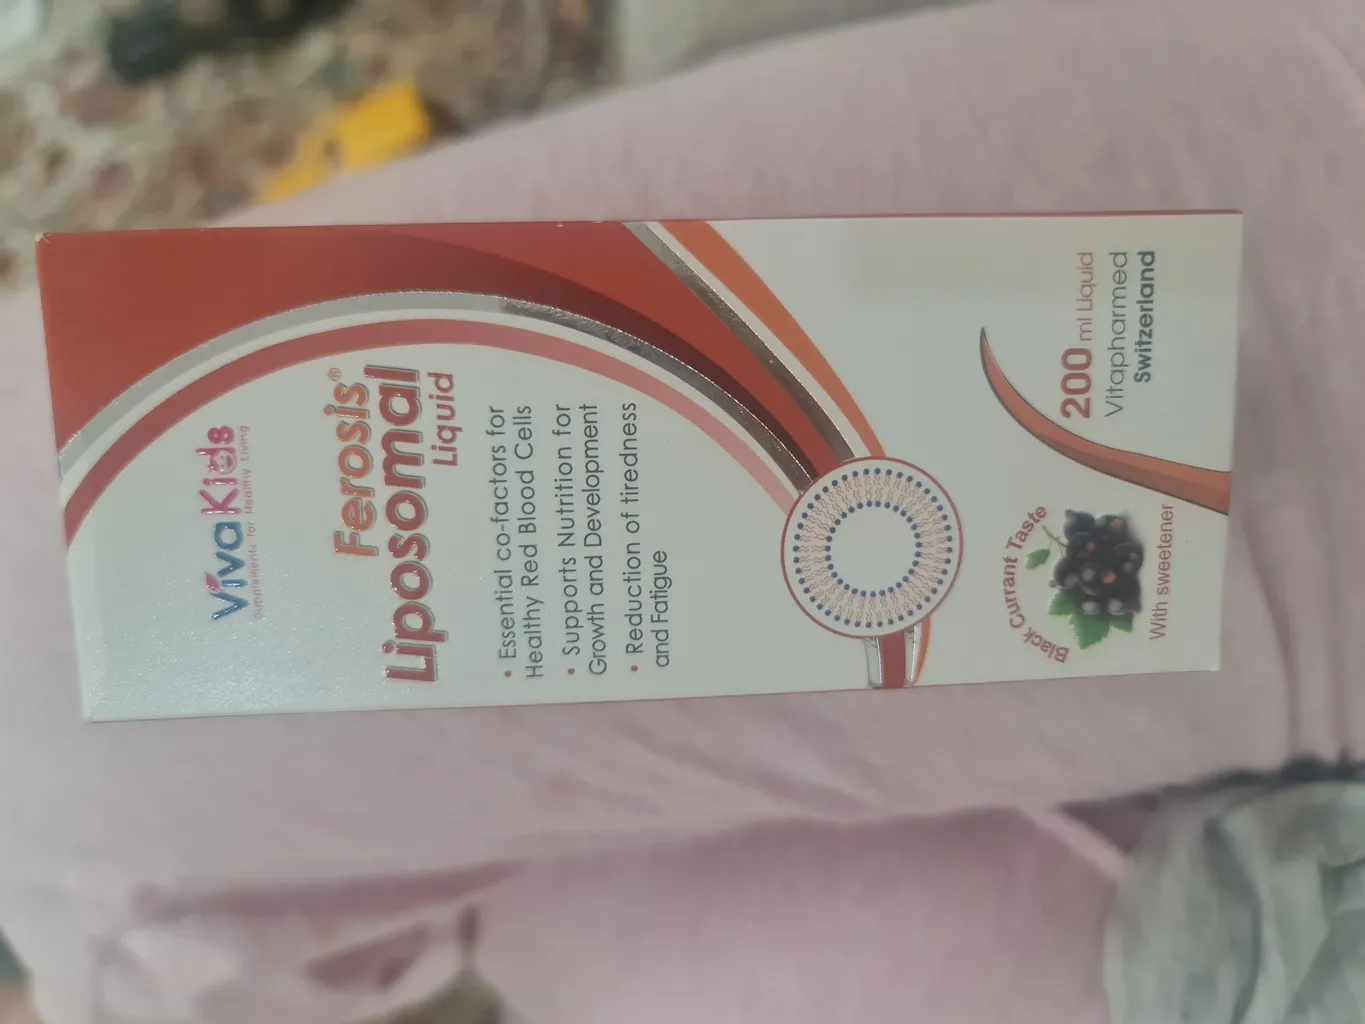 VivaKids
Supplements for Healthy Living
Ferosis®
Liposomal
Liquid
• Essential co-factors for
Healthy Red Blood Cells
• Supports Nutrition for
Growth and Development
• Reduction of tiredness
and Fatigue
Black Currant Taste
With sweetener
200 ml Liquid
Vitapharmed
Switzerland